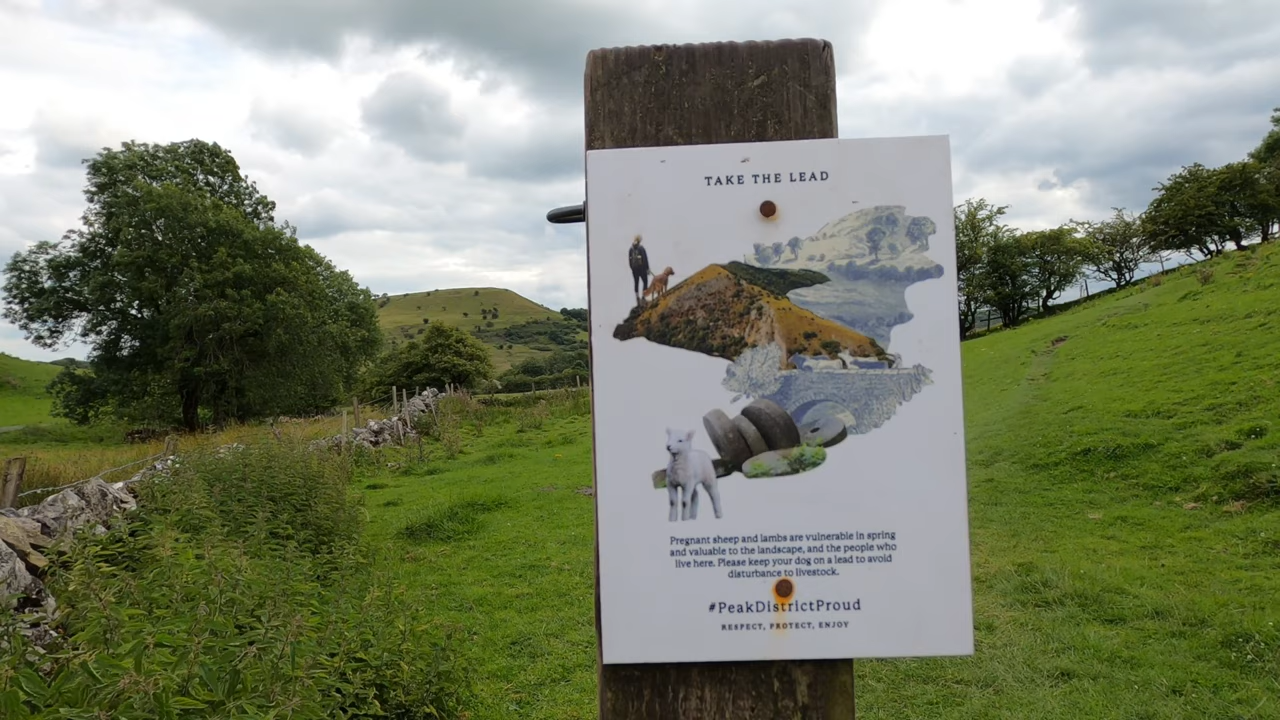 TAKE THE LEAD
Pregnant sheep and lambs are vulnerable in spring
and valuable to the landscape, and the people who
live here. Please keep your dog on a lead to avoid
disturbance to livestock.
#PeakDistrictProud
RESPECT, PROTECT, ENJOY